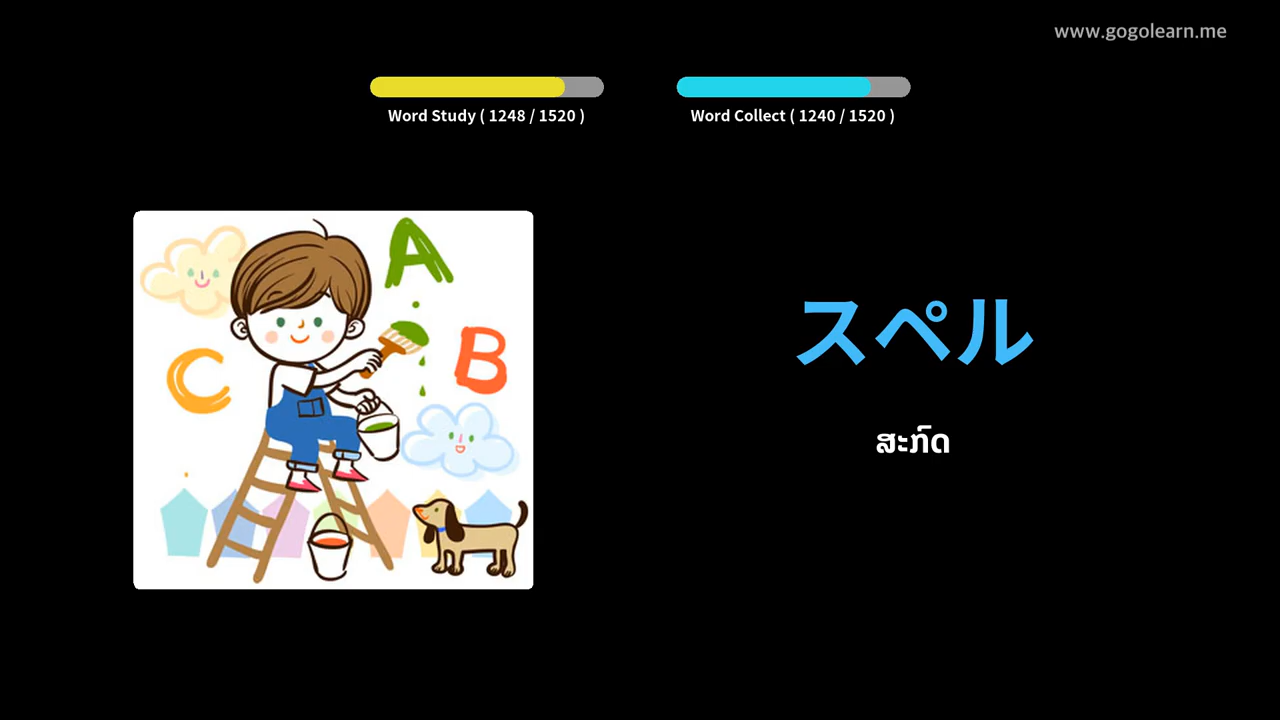 www.gogolearn.me
Word Study ( 1248 / 1520 )
Word Collect ( 1240 / 1520 )
A
B
C
スペル
ສະກົດ